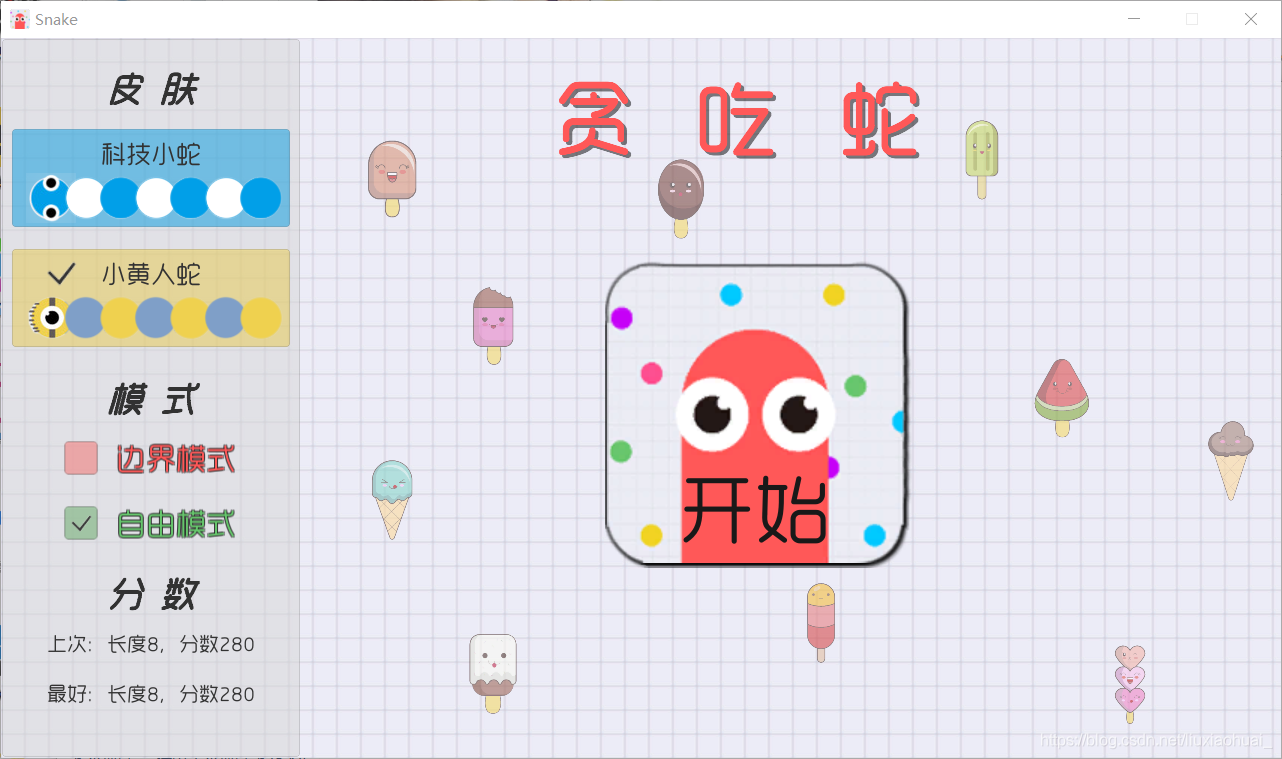 Snake
皮 肤
科技小蛇
小黄人蛇
模 式
边界模式
自由模式
分 数
上次：长度8，分数280
最好：长度8，分数280
贪 吃 蛇
开始
https://blog.csdn.net/liuxiaohuai_